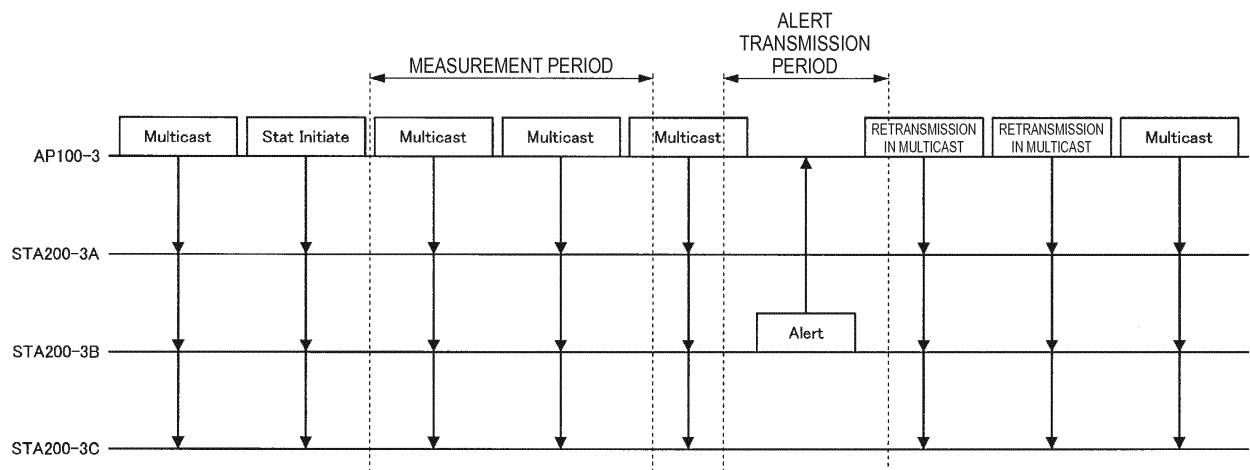 ALERT
TRANSMISSION
PERIOD
MEASUREMENT PERIOD
Multicast
Stat Initiate
Multicast
Multicast
Multicast
RETRANSMISSION
IN MULTICAST
RETRANSMISSION
IN MULTICAST
Multicast
AP100-3
STA200-3A
Alert
STA200-3B
STA200-3C